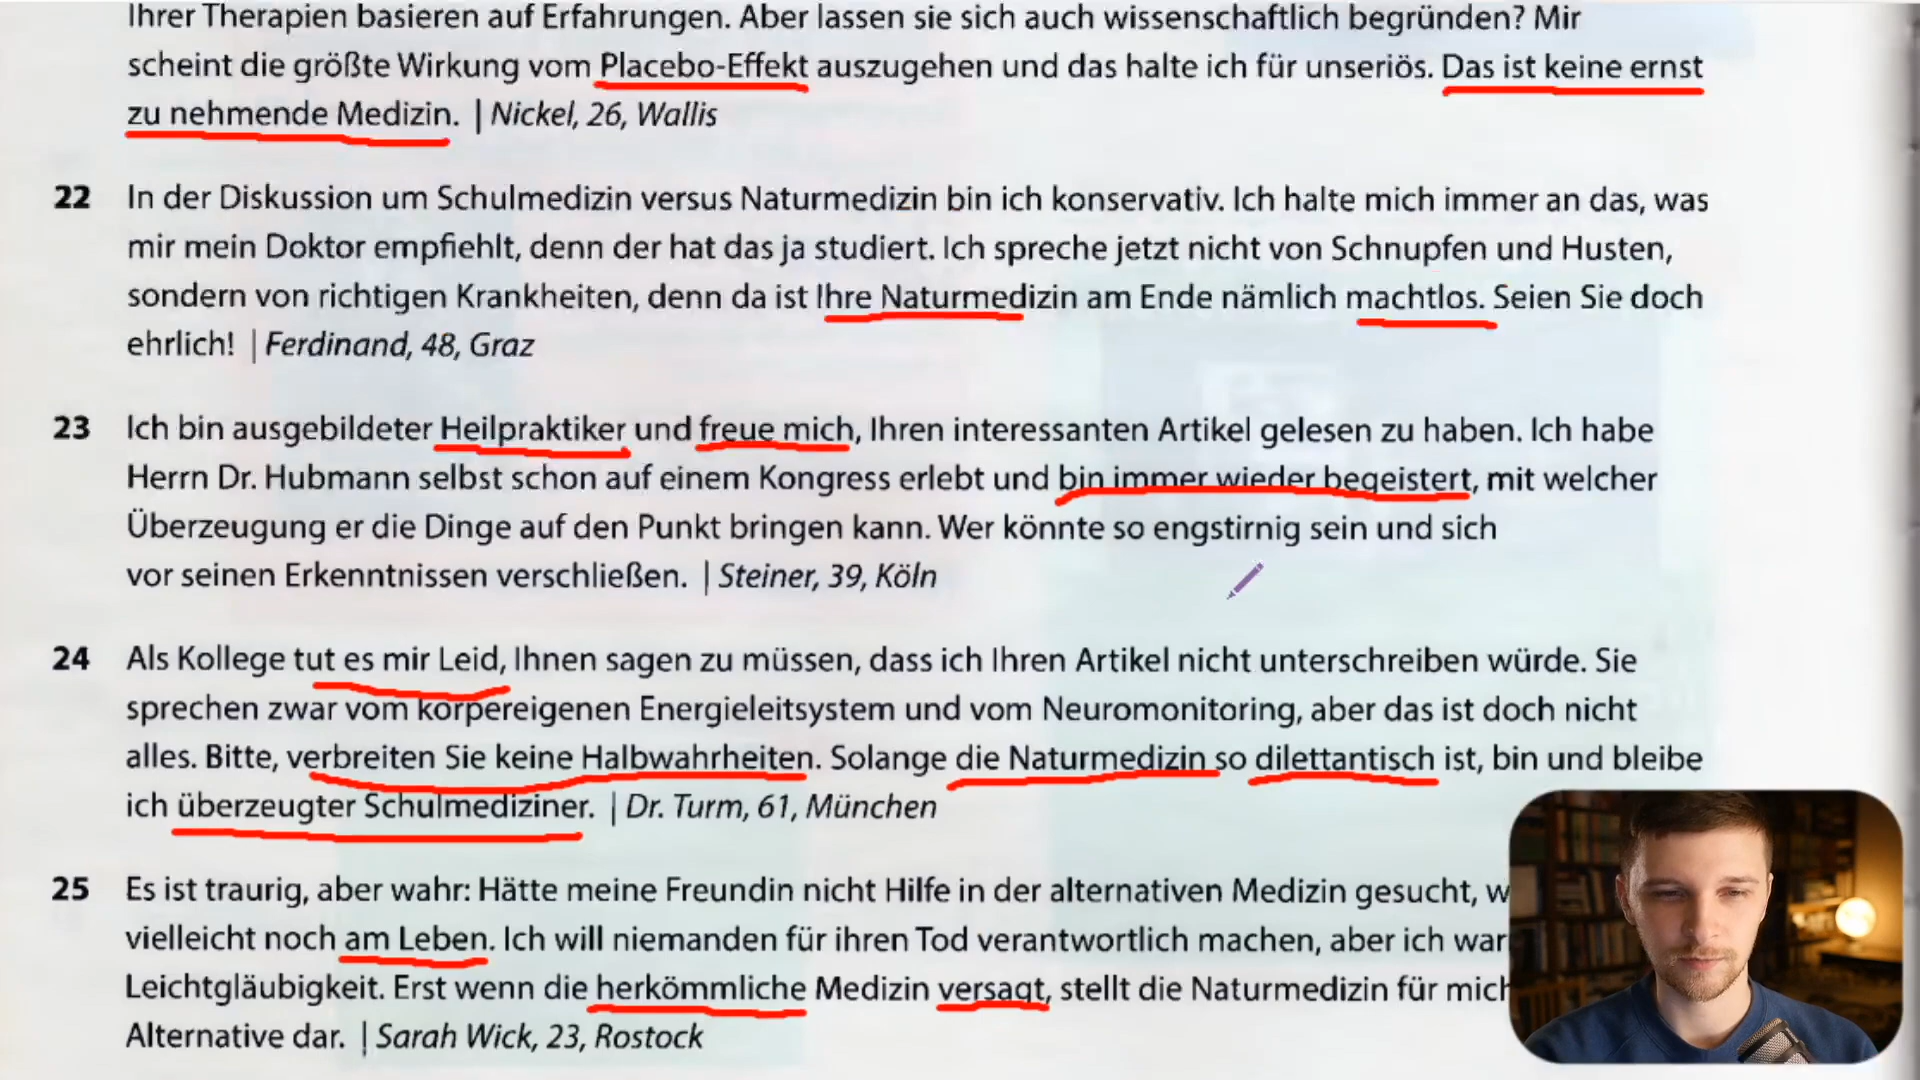 Ihrer Therapien basieren auf Erfahrungen. Aber lassen sie sich auch wissenschaftlich begründen? Mir
scheint die größte Wirkung vom Placebo-Effekt auszugehen und das halte ich für unseriös. Das ist keine ernst
zu nehmende Medizin. | Nickel, 26, Wallis
22 In der Diskussion um Schulmedizin versus Naturmedizin bin ich konservativ. Ich halte mich immer an das, was
mir mein Doktor empfiehlt, denn der hat das ja studiert. Ich spreche jetzt nicht von Schnupfen und Husten,
sondern von richtigen Krankheiten, denn da ist Ihre Naturmedizin am Ende nämlich machtlos. Seien Sie doch
ehrlich! | Ferdinand, 48, Graz
23 Ich bin ausgebildeter Heilpraktiker und freue mich, Ihren interessanten Artikel gelesen zu haben. Ich habe
Herrn Dr. Hubmann selbst schon auf einem Kongress erlebt und bin immer wieder begeistert, mit welcher
Überzeugung er die Dinge auf den Punkt bringen kann. Wer könnte so engstirnig sein und sich
vor seinen Erkenntnissen verschließen. | Steiner, 39, Köln
24 Als Kollege tut es mir Leid, Ihnen sagen zu müssen, dass ich Ihren Artikel nicht unterschreiben würde. Sie
sprechen zwar vom körpereigenen Energieleitsystem und vom Neuromonitoring, aber das ist doch nicht
alles. Bitte, verbreiten Sie keine Halbwahrheiten. Solange die Naturmedizin so dilettantisch ist, bin und bleibe
ich überzeugter Schulmediziner. | Dr. Turm, 61, München
25 Es ist traurig, aber wahr: Hätte meine Freundin nicht Hilfe in der alternativen Medizin gesucht, w
vielleicht noch am Leben. Ich will niemanden für ihren Tod verantwortlich machen, aber ich war
Leichtgläubigkeit. Erst wenn die herkömmliche Medizin versagt, stellt die Naturmedizin für mich
Alternative dar. | Sarah Wick, 23, Rostock